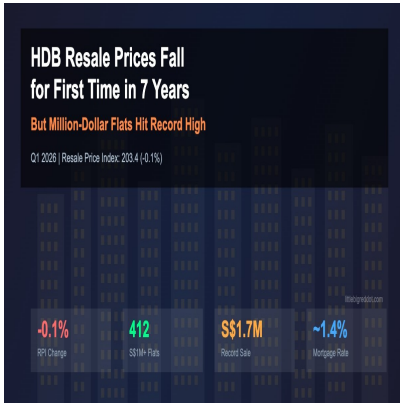 HDB Resale Prices Fall
for First Time in 7 Years
But Million-Dollar Flats Hit Record High
Q1 2026 | Resale Price Index: 203.4 (-0.1%)
littlebigreddot.com
-0.1%
RPI Change
412
S$1M+ Flats
S$1.7M
Record Sale
~1.4%
Mortgage Rate